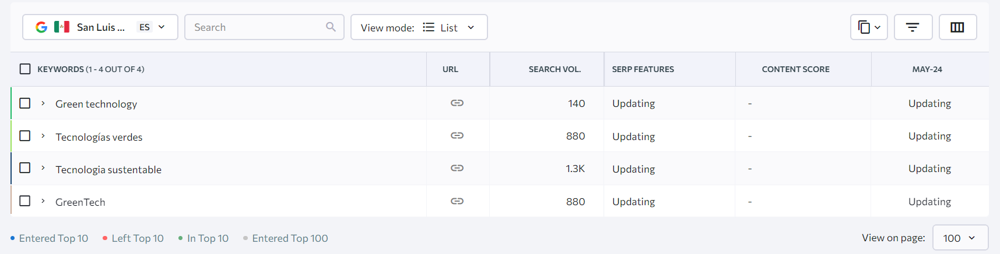 San Luis ... ES
Search
View mode: List
KEYWORDS (1 - 4 OUT OF 4) URL SEARCH VOL. SERP FEATURES CONTENT SCORE MAY-24
Green technology 140 Updating - Updating
Tecnologías verdes 880 Updating - Updating
Tecnologia sustentable 1.3K Updating - Updating
GreenTech 880 Updating - Updating
Entered Top 10 Left Top 10 In Top 10 Entered Top 100
View on page: 100